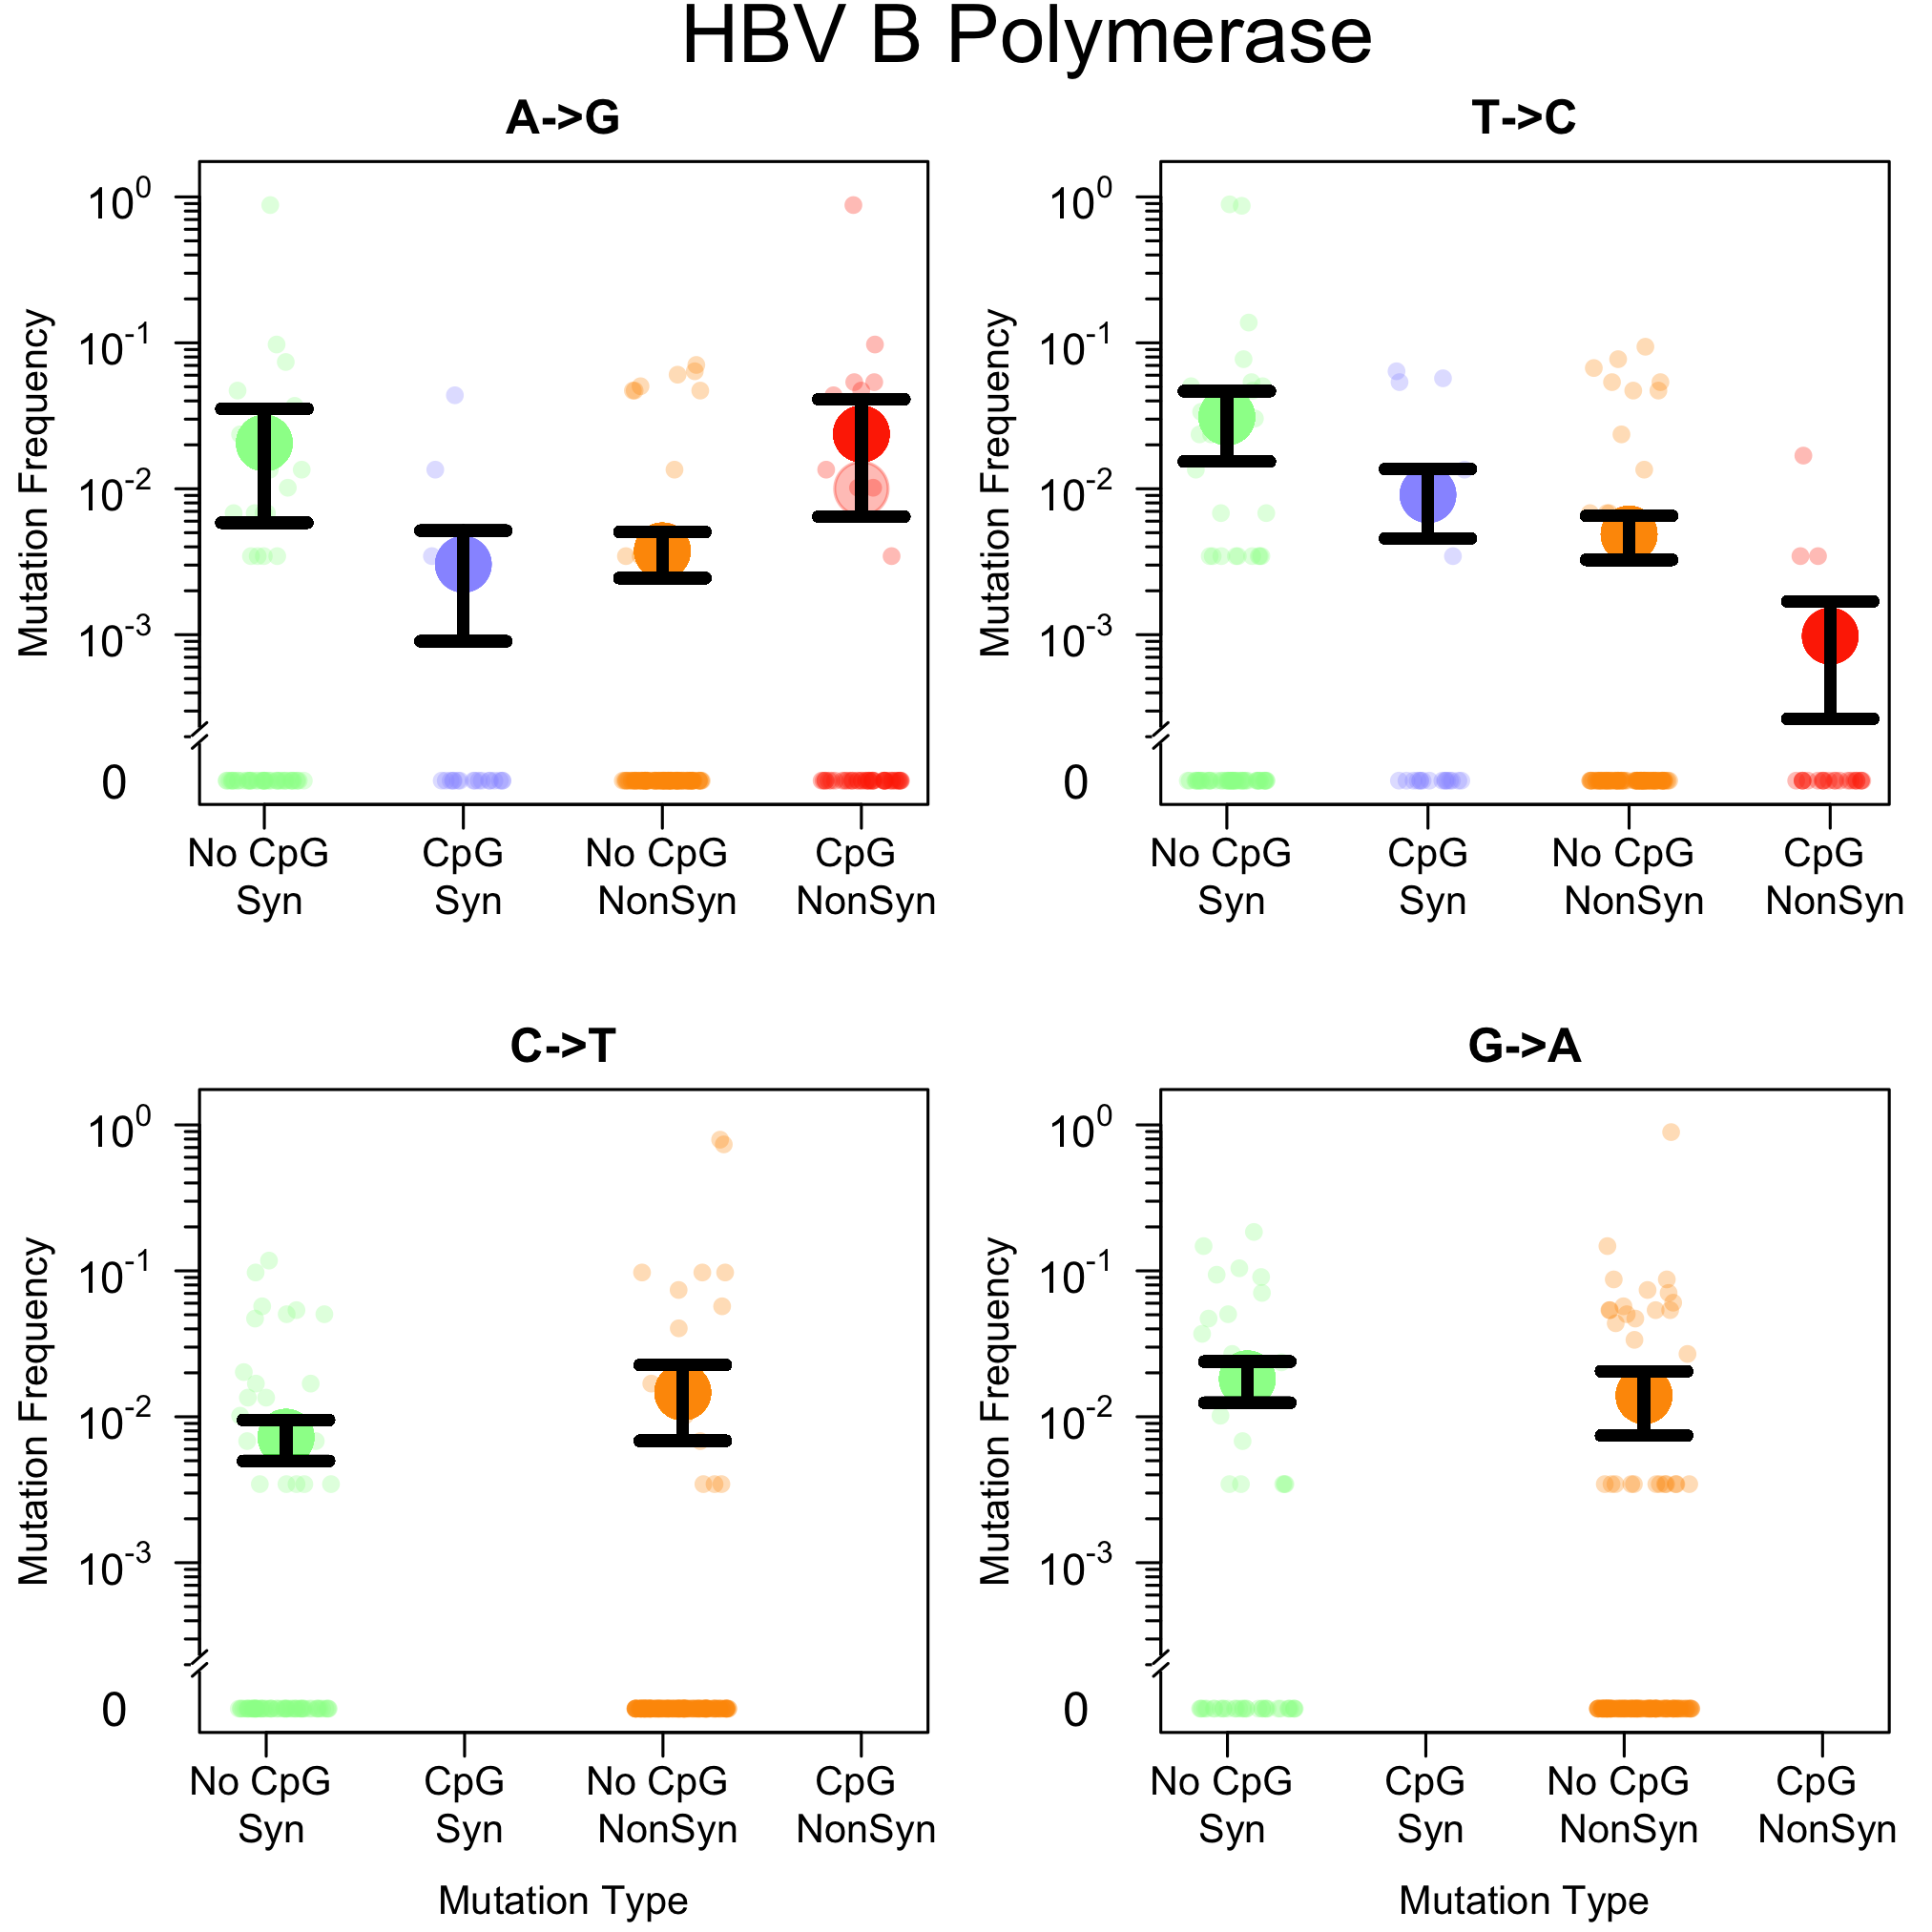 HBV B Polymerase
A->G
T->C
Mutation Frequency
10^0
10^-1
10^-2
10^-3
0
No CpG CpG No CpG CpG
Syn Syn NonSyn NonSyn
Mutation Frequency
10^0
10^-1
10^-2
10^-3
0
No CpG CpG No CpG CpG
Syn Syn NonSyn NonSyn
C->T
G->A
Mutation Frequency
10^0
10^-1
10^-2
10^-3
0
No CpG CpG No CpG CpG
Syn Syn NonSyn NonSyn
Mutation Type
Mutation Frequency
10^0
10^-1
10^-2
10^-3
0
No CpG CpG No CpG CpG
Syn Syn NonSyn NonSyn
Mutation Type